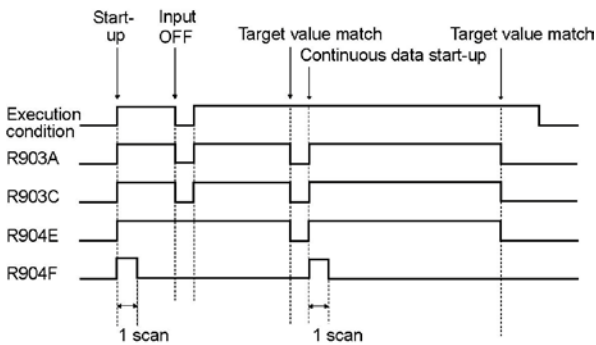 Start-
up
Input
OFF
Target value match
Continuous data start-up
Target value match
Execution
condition
R903A
R903C
R904E
R904F
1 scan
1 scan